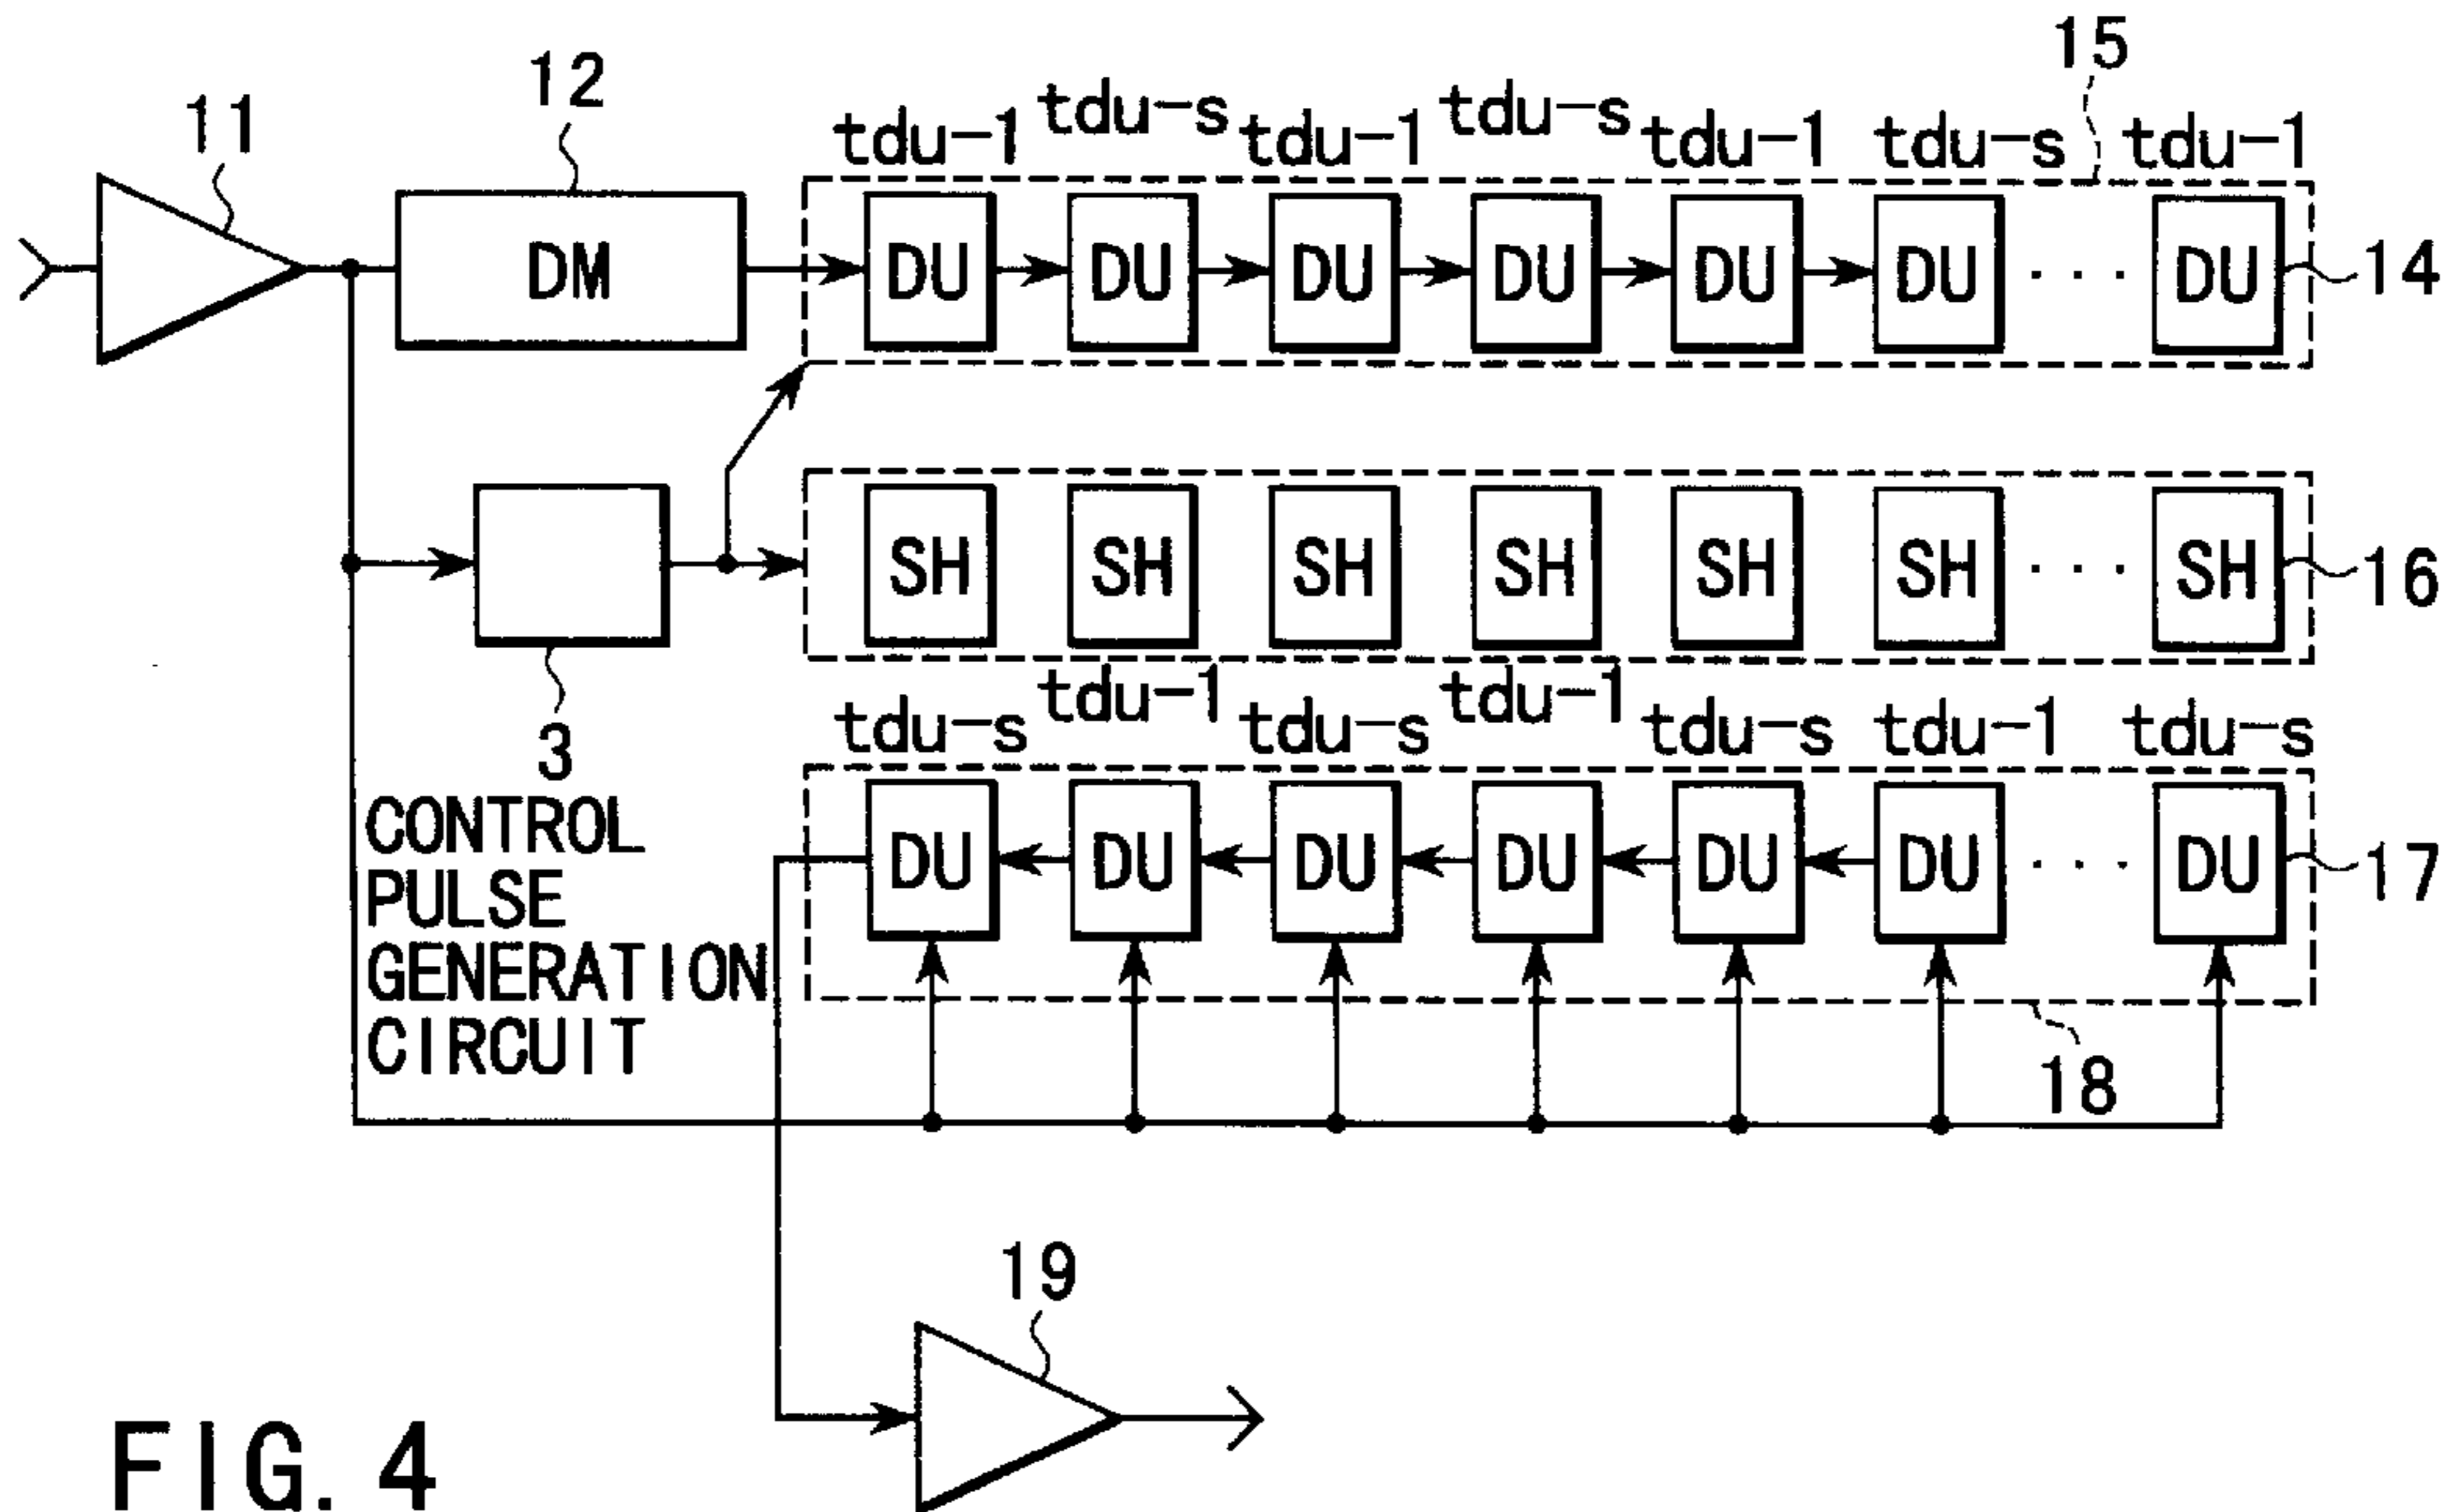 15
12
11
tdu-1 tdu-s tdu-1 tdu-s tdu-1 tdu-s tdu-1
DM
DU DU DU DU DU DU ... DU
14
SH SH SH SH SH SH ... SH
16
3
CONTROL
PULSE
GENERATION
CIRCUIT
tdu-s tdu-1 tdu-s tdu-1 tdu-s tdu-1 tdu-s
DU DU DU DU DU DU ... DU
17
18
19
FIG. 4